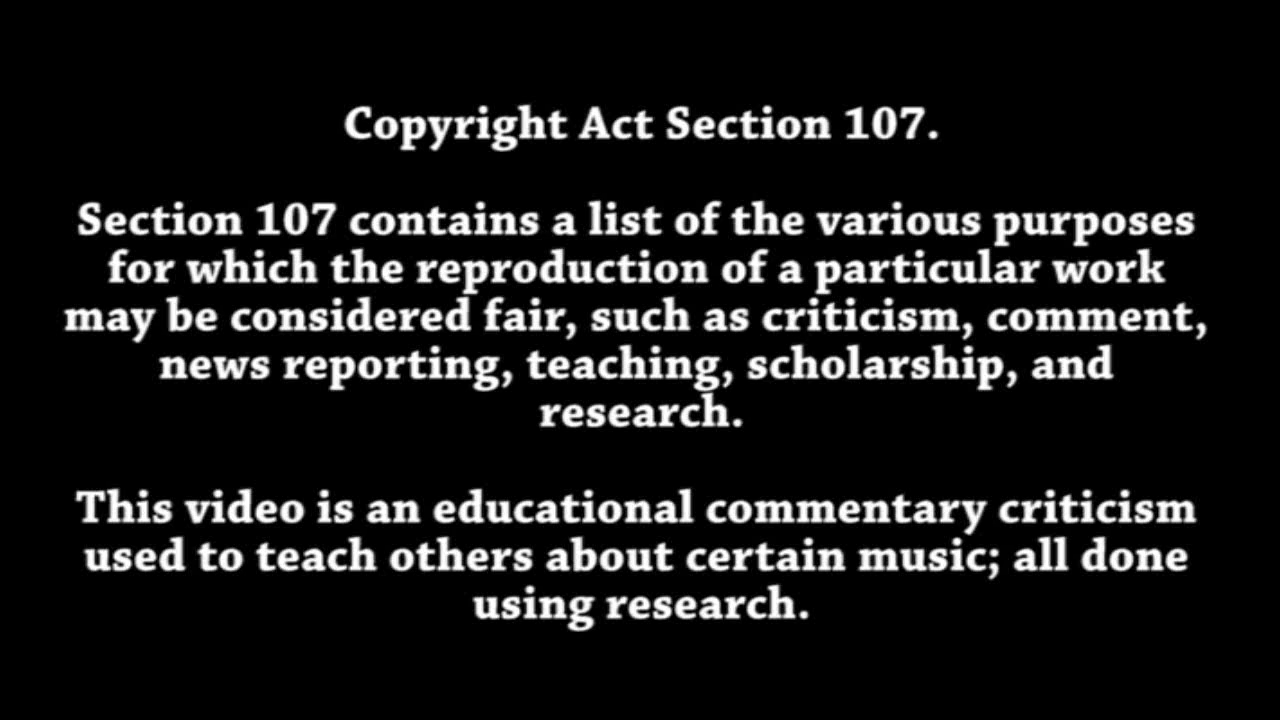 Copyright Act Section 107.
Section 107 contains a list of the various purposes
for which the reproduction of a particular work
may be considered fair, such as criticism, comment,
news reporting, teaching, scholarship, and
research.
This video is an educational commentary criticism
used to teach others about certain music; all done
using research.